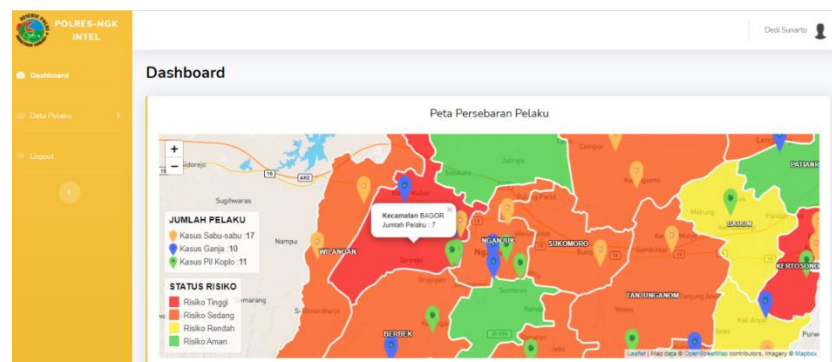 POLRES-NGK
INTEL
Dedi Sunarto
Dashboard
Data Pelaku
Logout
Dashboard
Peta Persebaran Pelaku
+
−
Sugihwaras
Nampu
JUMLAH PELAKU
Kasus Sabu-sabu :17
Kasus Ganja :10
Kasus Pil Koplo :11
STATUS RISIKO
Risiko Tinggi
Risiko Sedang
Risiko Rendah
Risiko Aman
Kecamatan BAGOR
Jumlah Pelaku : 7
×
WILANGAN
NGANJUK
SUKOMORO
BARON
KERTOSONO
TANJUNGANOM
BERBEK
Leaflet | Map data © OpenStreetMap contributors, Imagery © Mapbox